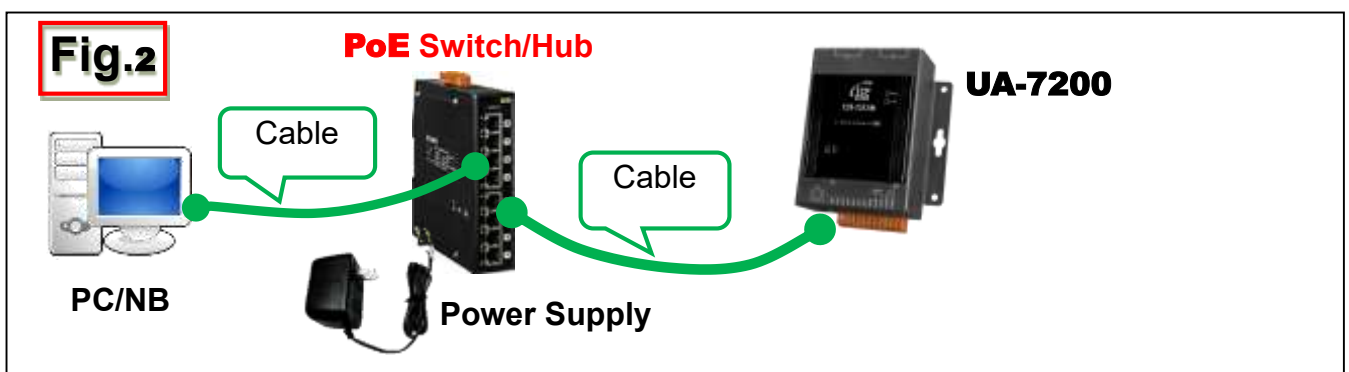 Fig.2
PoE Switch/Hub
UA-7200
Cable
Cable
PC/NB
Power Supply